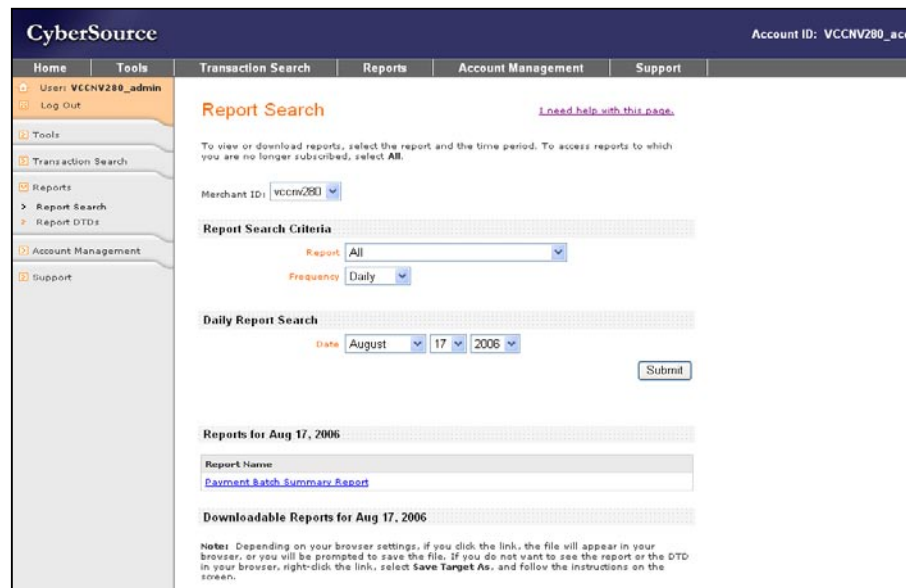 CyberSource
Account ID: VCCNV280_acc
Home Tools Transaction Search Reports Account Management Support
User: VCCNV280_admin
Log Out
Tools
Transaction Search
Reports
Report Search
Report DTDs
Account Management
Support
Report Search
I need help with this page.
To view or download reports, select the report and the time period. To access reports to which
you are no longer subscribed, select All.
Merchant ID: vccnv280
Report Search Criteria
Report All
Frequency Daily
Daily Report Search
Date August 17 2006
Submit
Reports for Aug 17, 2006
Report Name
Payment Batch Summary Report
Downloadable Reports for Aug 17, 2006
Note: Depending on your browser settings, if you click the link, the file will appear in your
browser, or you will be prompted to save the file. If you do not want to see the report or the DTD
in your browser, right-click the link, select Save Target As, and follow the instructions on the
screen.